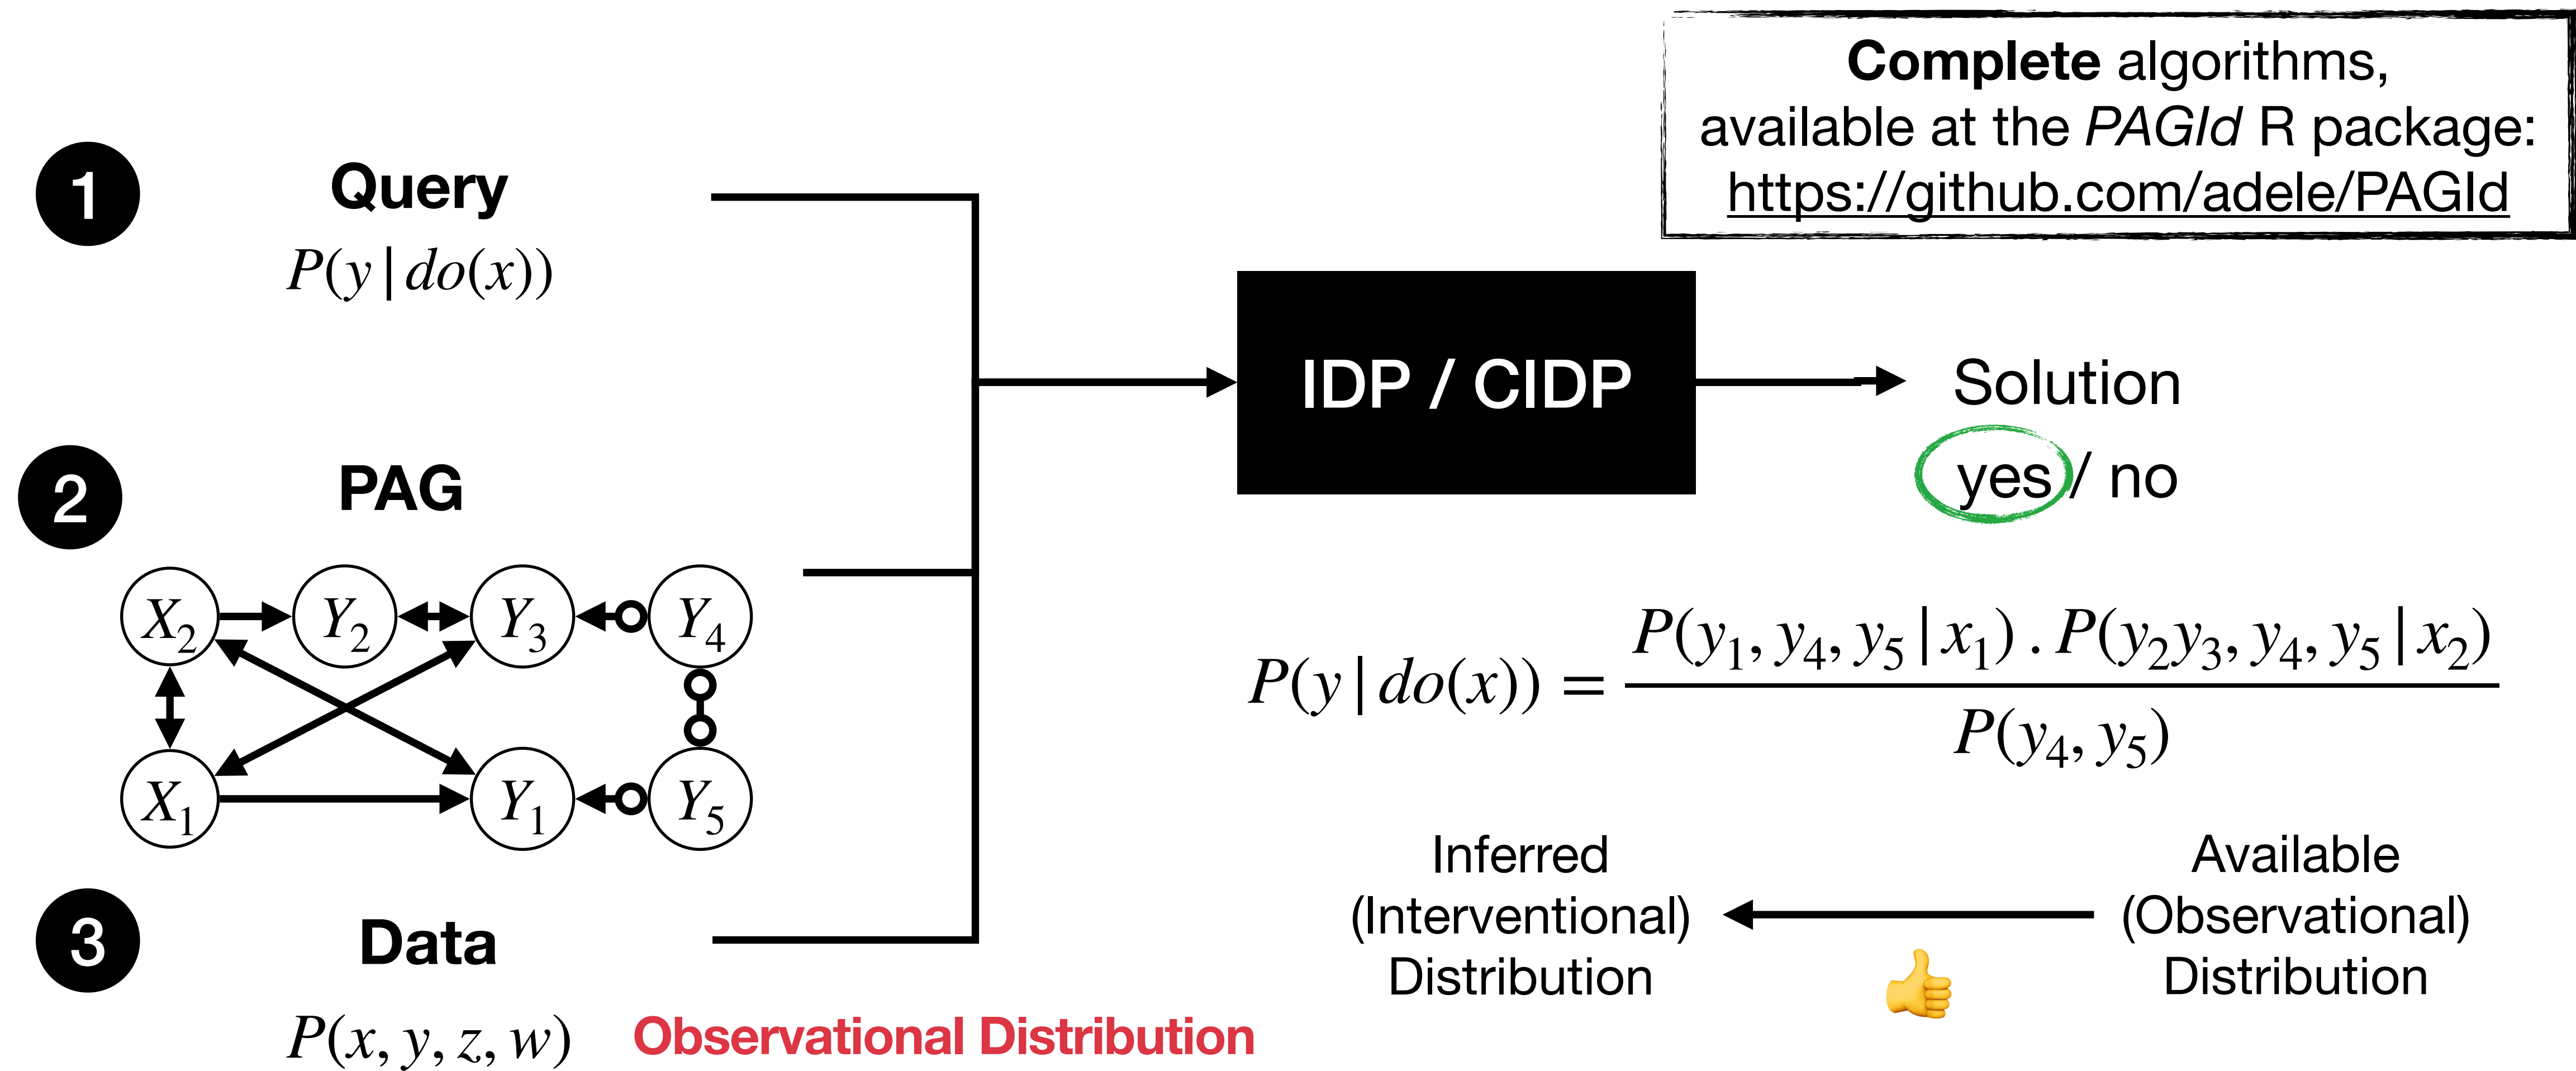 Complete algorithms,
available at the PAGId R package:
https://github.com/adele/PAGId
1
Query
P(y | do(x))
IDP / CIDP
Solution
yes / no
2
PAG
X2
Y2
Y3
Y4
X1
Y1
Y5
P(y | do(x)) = P(y1, y4, y5 | x1) . P(y2y3, y4, y5 | x2)
P(y4, y5)
3
Data
P(x, y, z, w)
Observational Distribution
Inferred
(Interventional)
Distribution
Available
(Observational)
Distribution